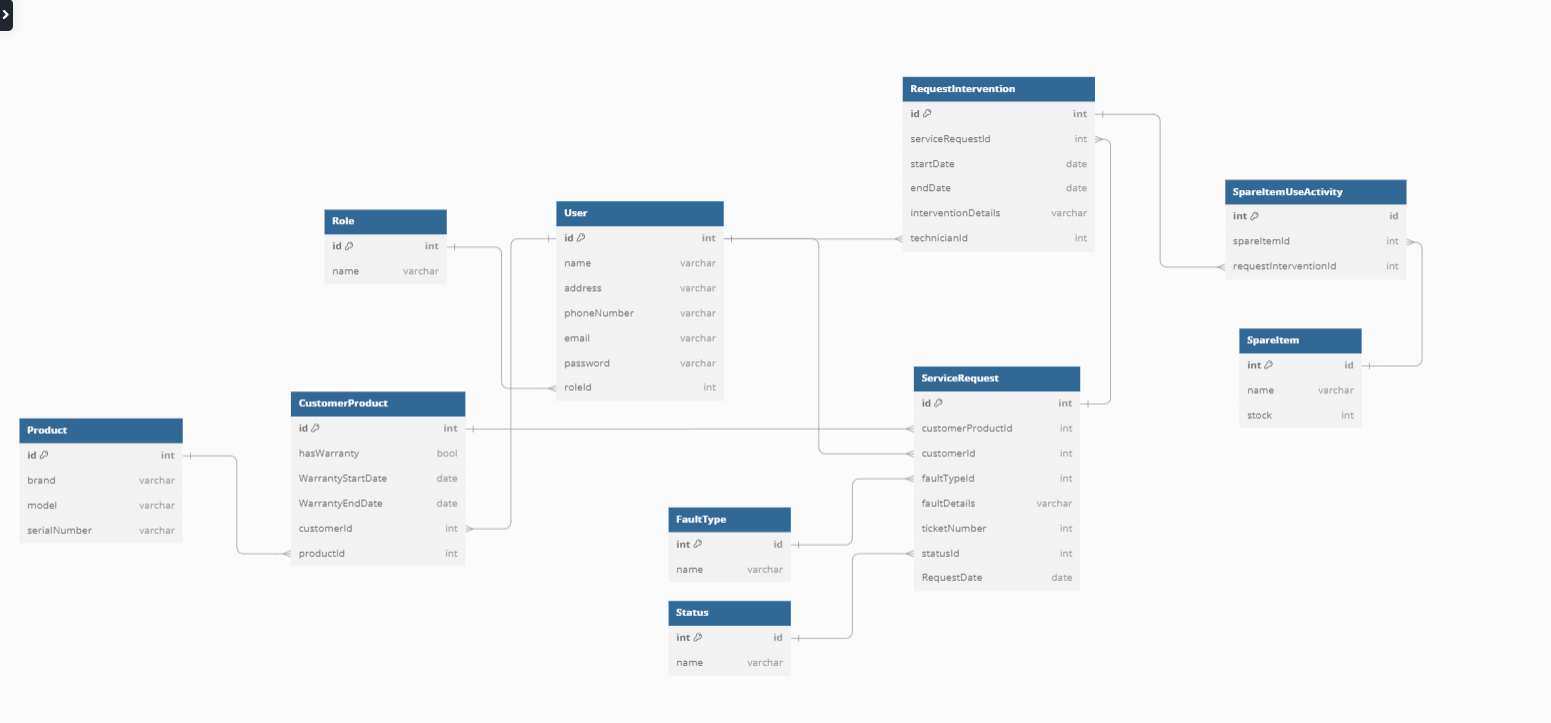 RequestIntervention
id int
serviceRequestId int
startDate date
endDate date
interventionDetails varchar
technicianId int
SpareItemUseActivity
int id
spareItemId int
requestInterventionId int
Role
id int
name varchar
User
id int
name varchar
address varchar
phoneNumber varchar
email varchar
password varchar
roleId int
SpareItem
int id
name varchar
stock int
ServiceRequest
id int
customerProductId int
customerId int
faultTypeId int
faultDetails varchar
ticketNumber int
statusId int
RequestDate date
CustomerProduct
id int
hasWarranty bool
WarrantyStartDate date
WarrantyEndDate date
customerId int
productId int
Product
id int
brand varchar
model varchar
serialNumber varchar
FaultType
int id
name varchar
Status
int id
name varchar